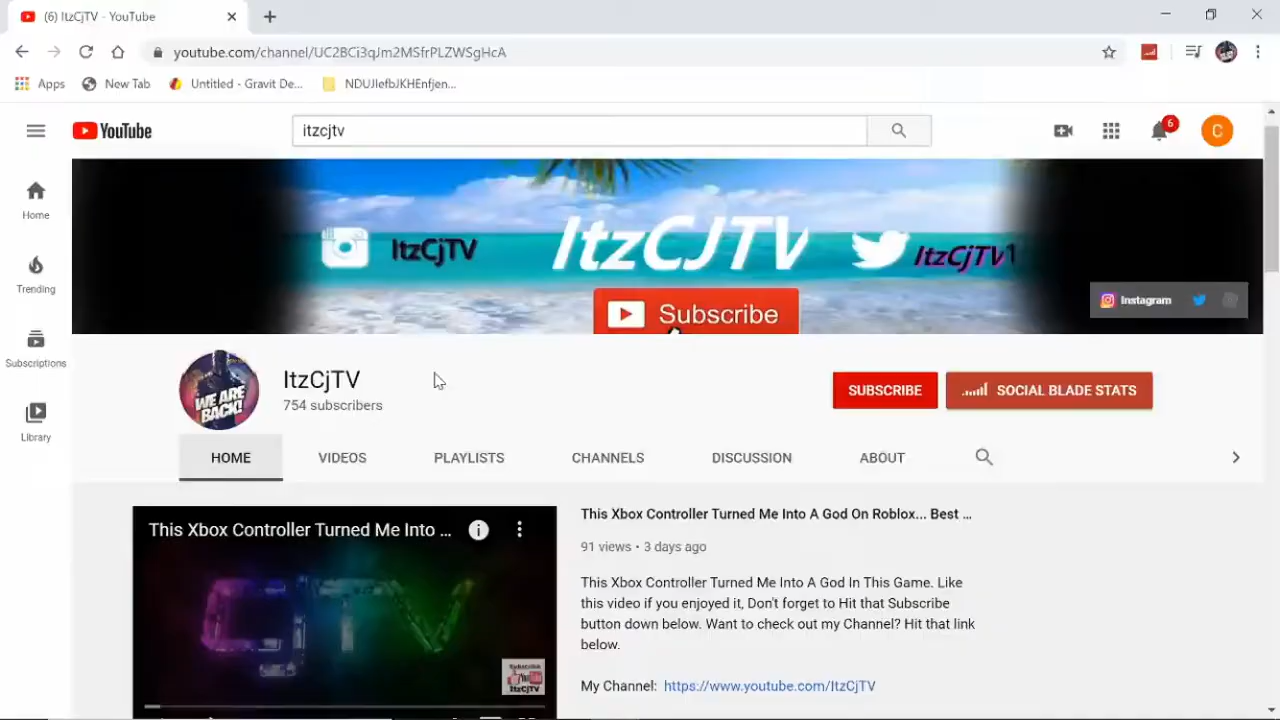 (6) ItzCjTV - YouTube
youtube.com/channel/UC2BCi3qJm2MSfrPLZWSgHcA
Apps New Tab Untitled - Gravit De... NDUJIefbJKHEnfjen...
YouTube
itzcjtv
6
C
Home
Trending
Subscriptions
Library
ItzCjTV
ItzCJTV
ItzCjTV1
Subscribe
Instagram
WE ARE BACK!
ItzCjTV
754 subscribers
SUBSCRIBE
SOCIAL BLADE STATS
HOME VIDEOS PLAYLISTS CHANNELS DISCUSSION ABOUT
This Xbox Controller Turned Me Into ...
CJTV
Subscribe
YouTube
ItzCjTV
This Xbox Controller Turned Me Into A God On Roblox... Best ...
91 views • 3 days ago
This Xbox Controller Turned Me Into A God In This Game. Like
this video if you enjoyed it, Don't forget to Hit that Subscribe
button down below. Want to check out my Channel? Hit that link
below.
My Channel: https://www.youtube.com/ItzCjTV